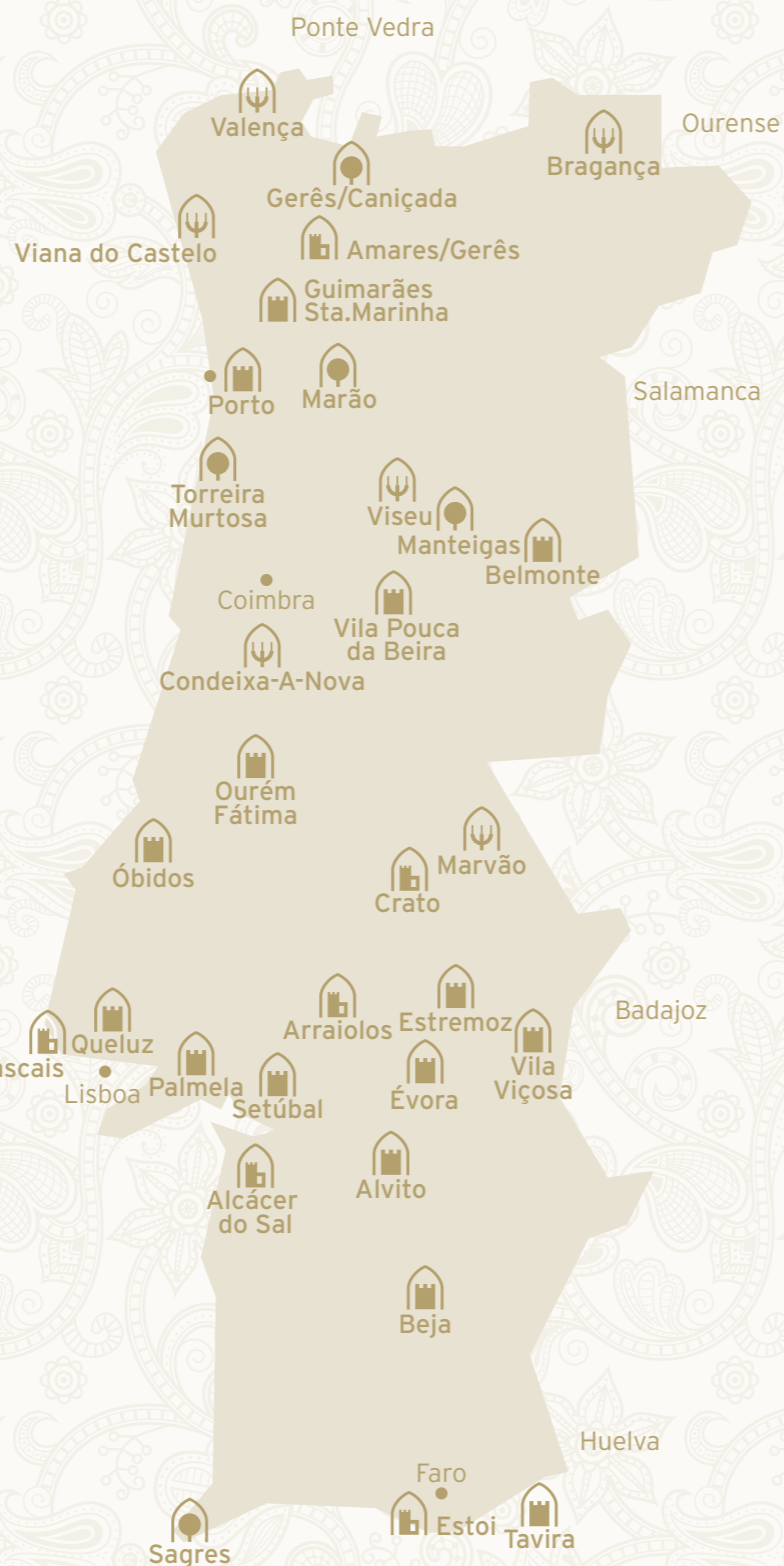 Ponte Vedra
Valença
Ourense
Bragança
Gerês/Caniçada
Viana do Castelo
Amares/Gerês
Guimarães
Sta.Marinha
Salamanca
Porto
Marão
Torreira
Murtosa
Viseu
Manteigas
Belmonte
Coimbra
Vila Pouca
da Beira
Condeixa-A-Nova
Ourém
Fátima
Óbidos
Marvão
Crato
Badajoz
Arraiolos
Estremoz
Queluz
ascais
Lisboa
Palmela
Setúbal
Évora
Vila
Viçosa
Alcácer
do Sal
Alvito
Beja
Huelva
Faro
Estoi
Tavira
Sagres